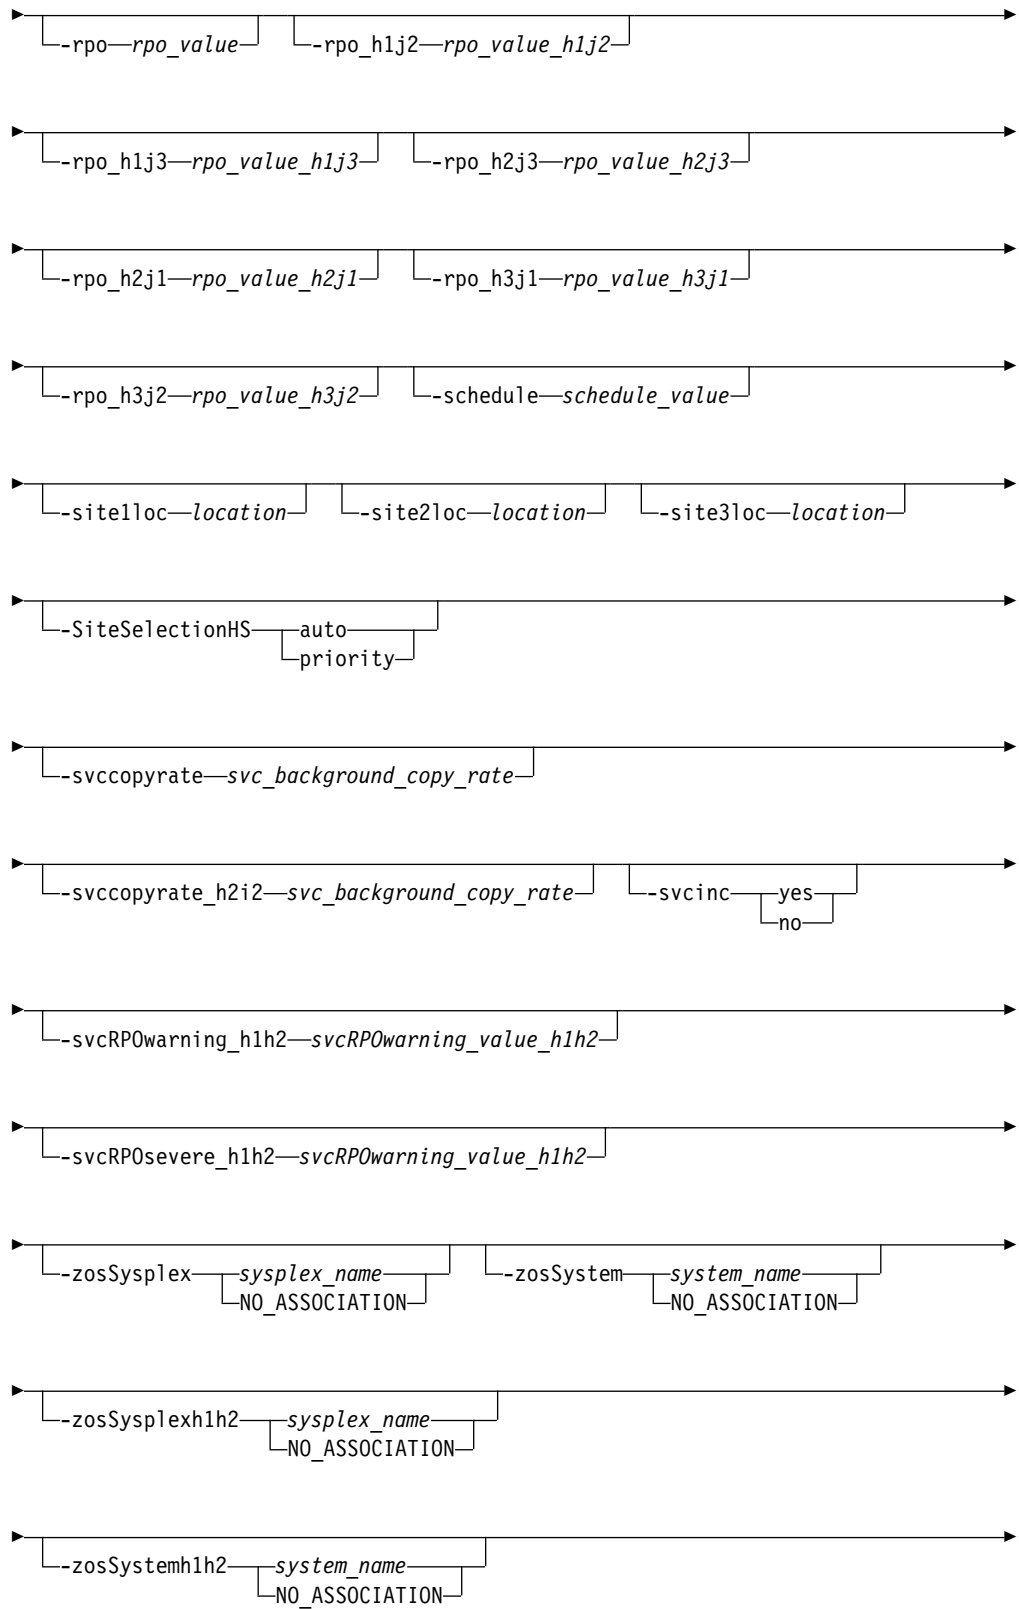 -rpo rpo_value -rpo_h1j2 rpo_value_h1j2
-rpo_h1j3 rpo_value_h1j3 -rpo_h2j3 rpo_value_h2j3
-rpo_h2j1 rpo_value_h2j1 -rpo_h3j1 rpo_value_h3j1
-rpo_h3j2 rpo_value_h3j2 -schedule schedule_value
-site1loc location -site2loc location -site3loc location
-SiteSelectionHS auto
priority
-svccopyrate svc_background_copy_rate
-svccopyrate_h2i2 svc_background_copy_rate -svcinc yes
no
-svcRPOwarning_h1h2 svcRPOwarning_value_h1h2
-svcRPOsevere_h1h2 svcRPOwarning_value_h1h2
-zosSysplex sysplex_name -zosSystem system_name
NO_ASSOCIATION NO_ASSOCIATION
-zosSysplexh1h2 sysplex_name
NO_ASSOCIATION
-zosSystemh1h2 system_name
NO_ASSOCIATION